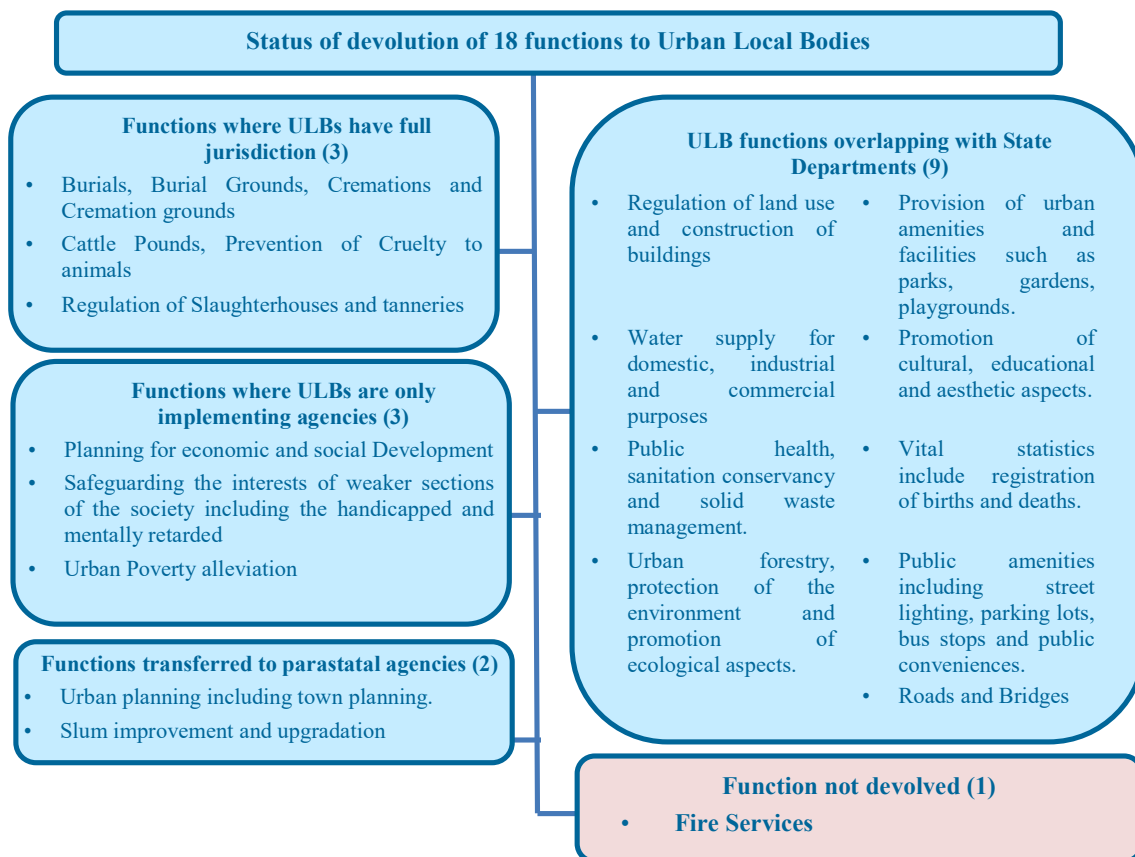 Status of devolution of 18 functions to Urban Local Bodies
Functions where ULBs have full
jurisdiction (3)
• Burials, Burial Grounds, Cremations and
Cremation grounds
• Cattle Pounds, Prevention of Cruelty to
animals
• Regulation of Slaughterhouses and tanneries
Functions where ULBs are only
implementing agencies (3)
• Planning for economic and social Development
• Safeguarding the interests of weaker sections
of the society including the handicapped and
mentally retarded
• Urban Poverty alleviation
Functions transferred to parastatal agencies (2)
• Urban planning including town planning.
• Slum improvement and upgradation
ULB functions overlapping with State
Departments (9)
• Regulation of land use
and construction of
buildings
• Water supply for
domestic, industrial
and commercial
purposes
• Public health,
sanitation conservancy
and solid waste
management.
• Urban forestry,
protection of the
environment and
promotion of
ecological aspects.
• Provision of urban
amenities and
facilities such as
parks, gardens,
playgrounds.
• Promotion of
cultural, educational
and aesthetic aspects.
• Vital statistics
include registration
of births and deaths.
• Public amenities
including street
lighting, parking lots,
bus stops and public
conveniences.
• Roads and Bridges
Function not devolved (1)
• Fire Services